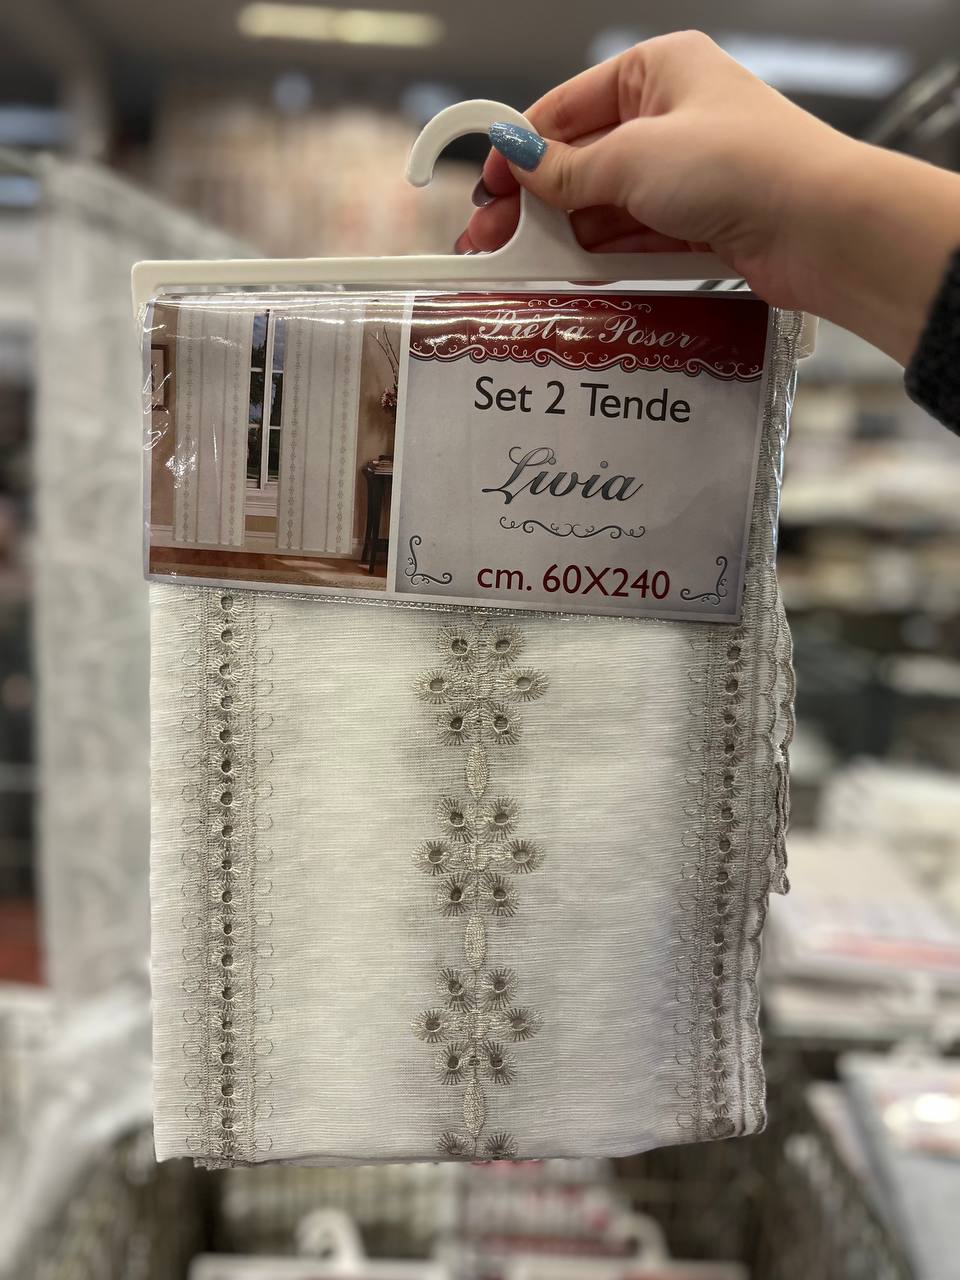 Prêt a Poser
Set 2 Tende
Livia
cm. 60X240